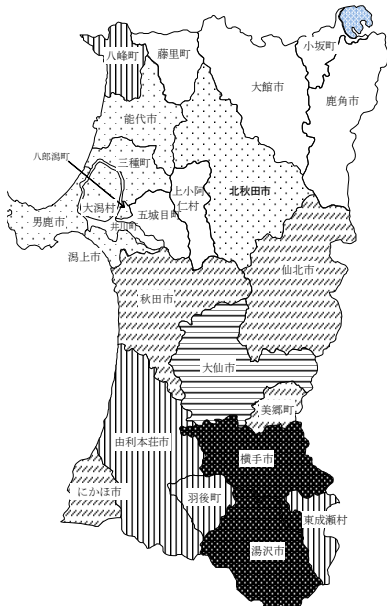 小坂町
八峰町
藤里町
大館市
鹿角市
能代市
八郎潟町
三種町
上小阿
仁村
北秋田市
大潟村
五城目町
男鹿市
井川町
潟上市
仙北市
秋田市
大仙市
美郷町
由利本荘市
横手市
にかほ市
羽後町
東成瀬村
湯沢市